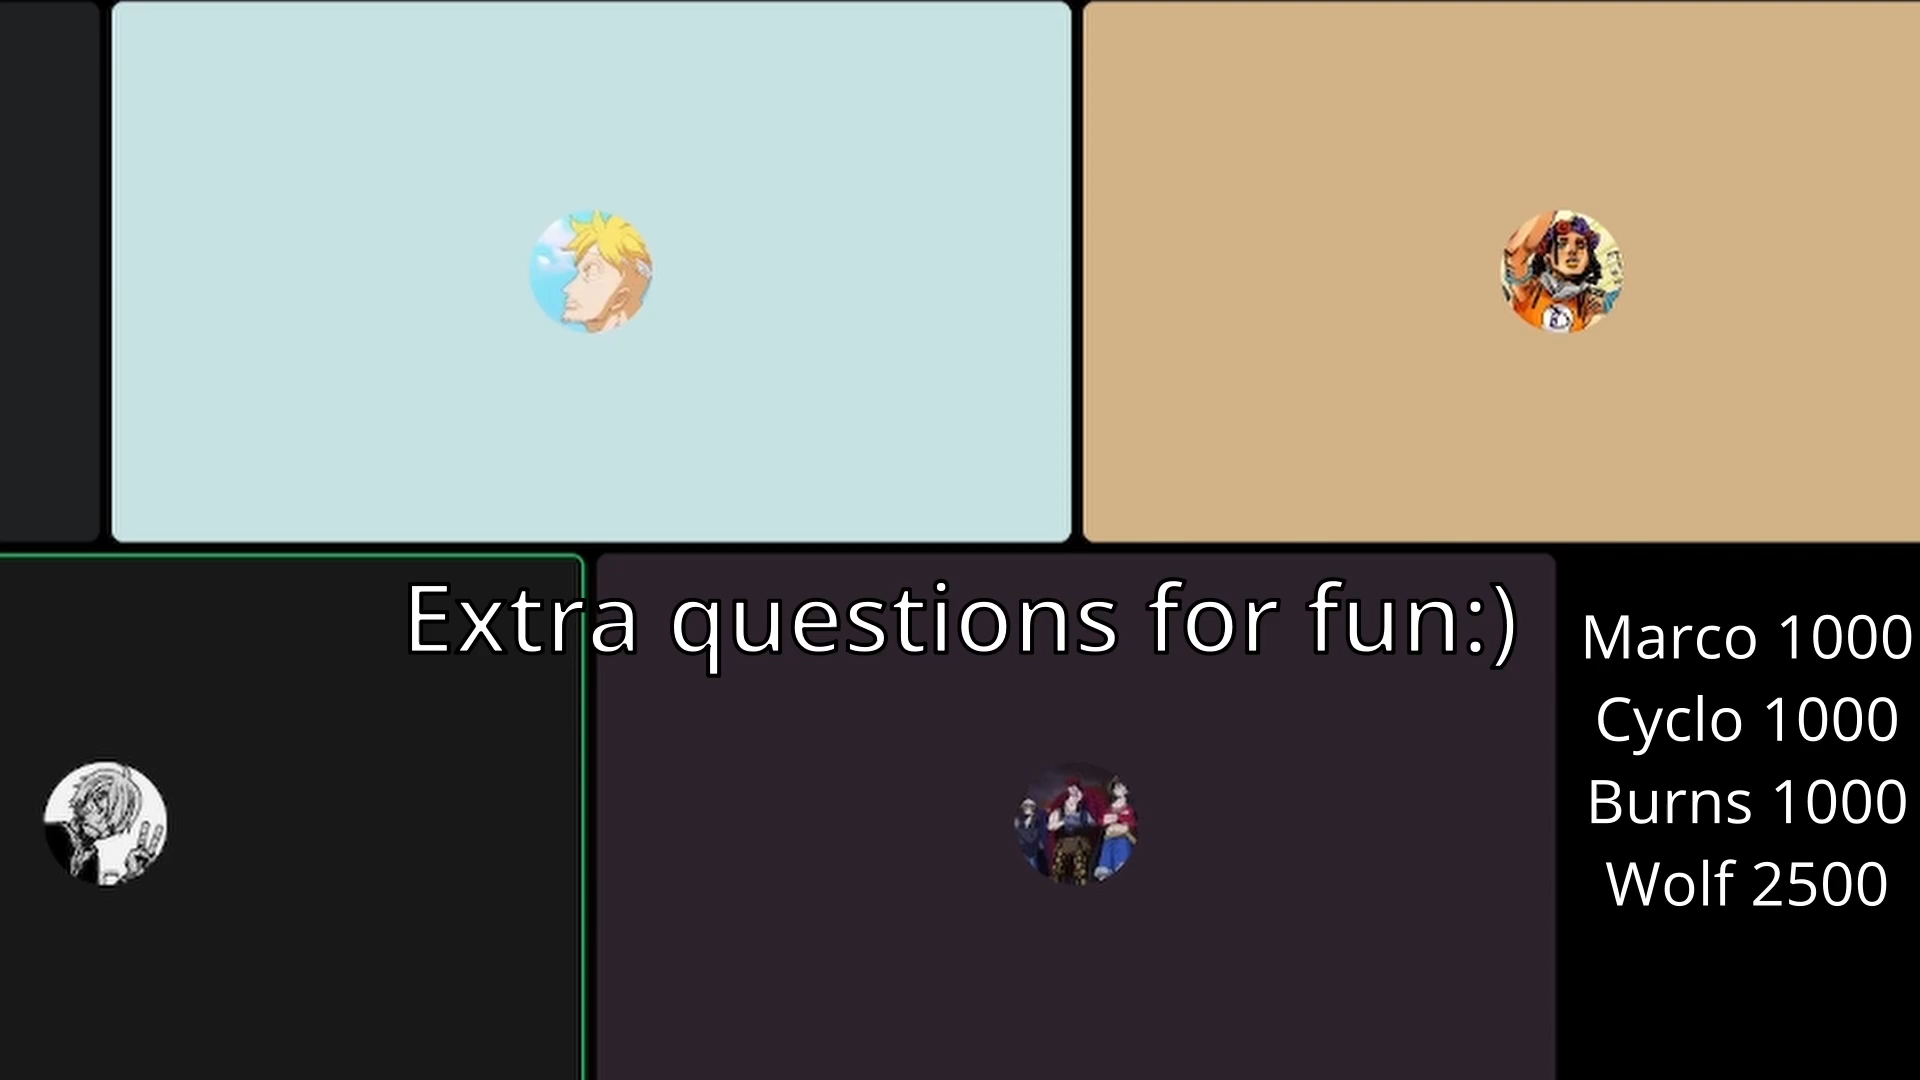 Extra questions for fun:)
Marco 1000
Cyclo 1000
Burns 1000
Wolf 2500